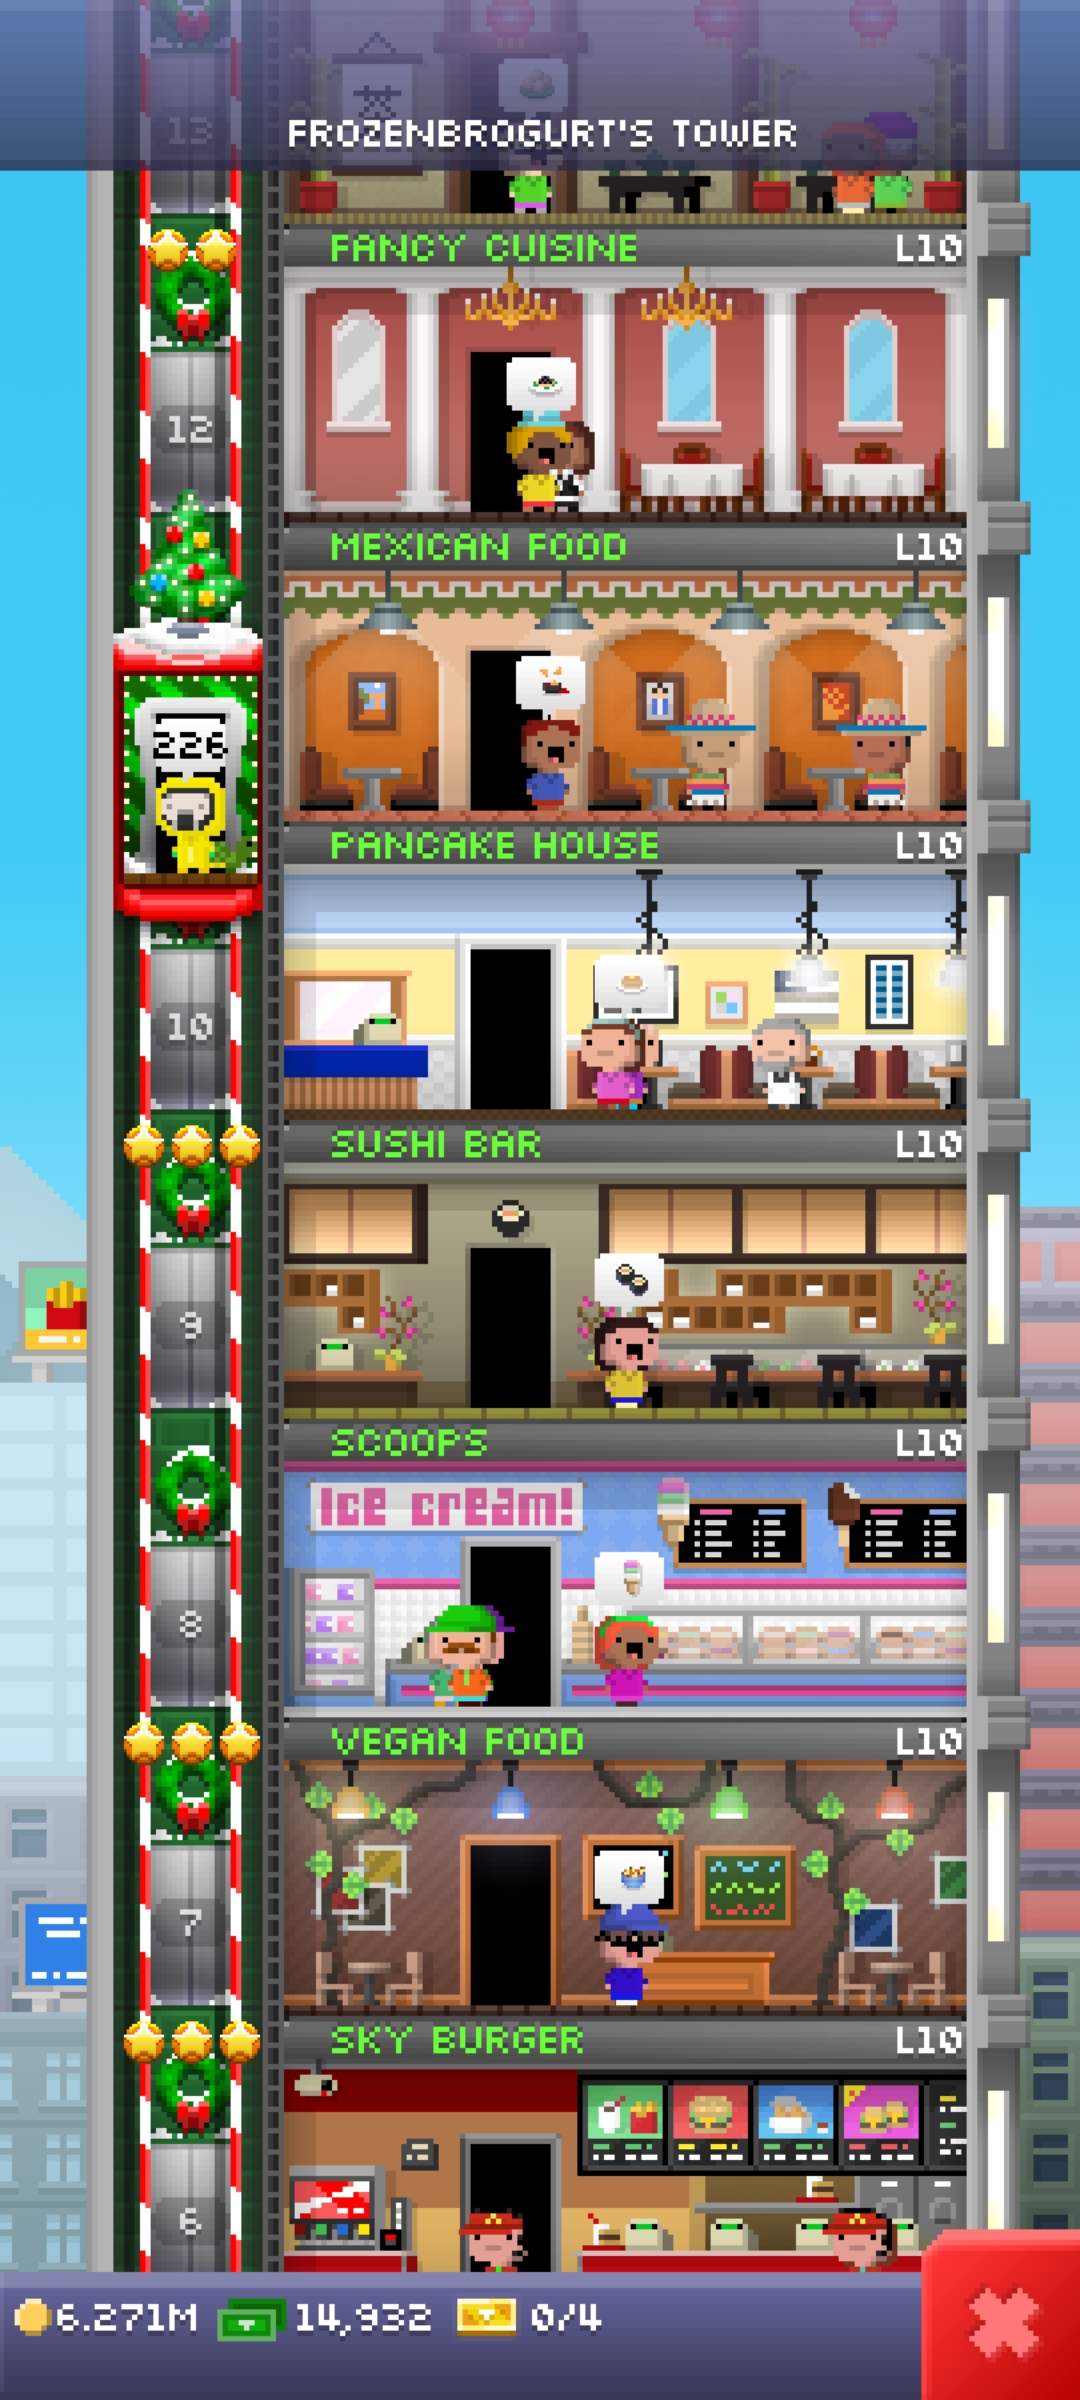 13
FROZENBROGURT'S TOWER
FANCY CUISINE L10
12
MEXICAN FOOD L10
226
PANCAKE HOUSE L10
10
SUSHI BAR L10
9
SCOOPS L10
Ice cream!
8
VEGAN FOOD L10
7
SKY BURGER L10
6
6.271M 14,932 0/4